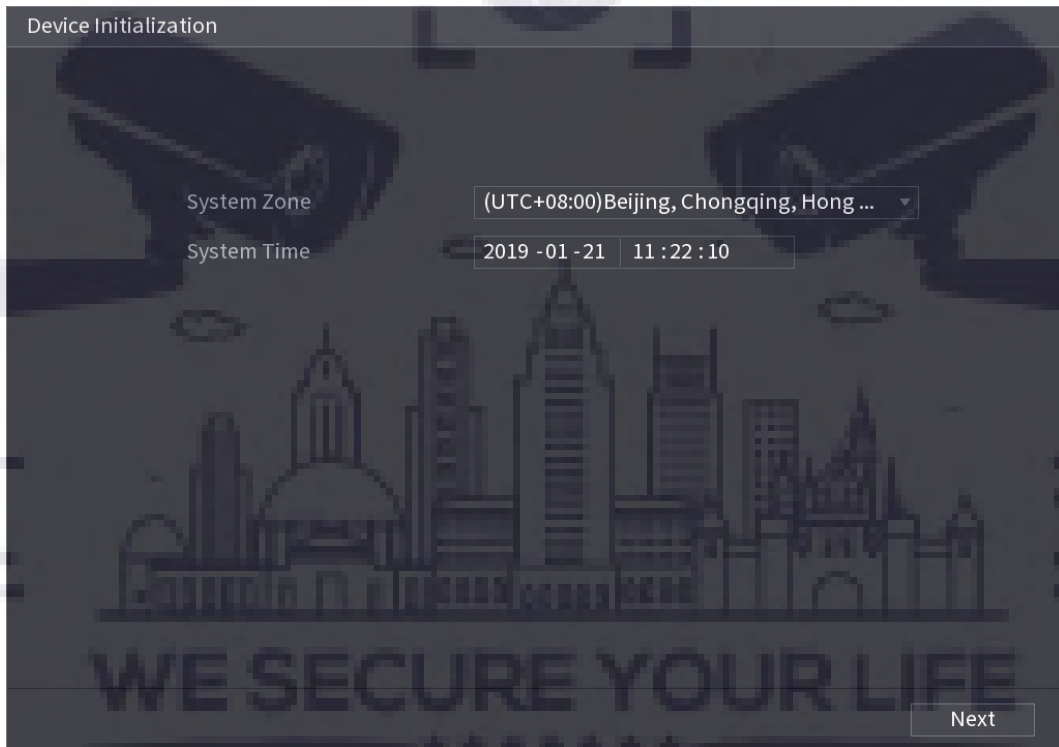 Device Initialization
System Zone (UTC+08:00)Beijing, Chongqing, Hong ...
System Time 2019 -01 -21 11 : 22 : 10
WE SECURE YOUR LIFE
Next